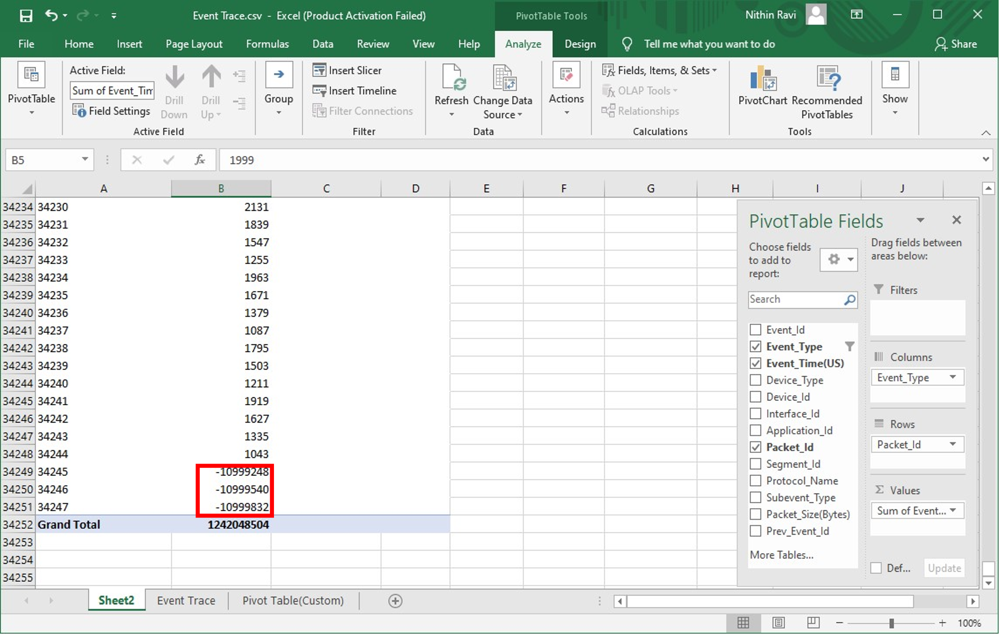 Event Trace.csv - Excel (Product Activation Failed)
PivotTable Tools
Nithin Ravi
File Home Insert Page Layout Formulas Data Review View Help Analyze Design Tell me what you want to do Share
PivotTable
Active Field:
Sum of Event_Tim
Field Settings
Drill Down
Drill Up
Active Field
Group
Insert Slicer
Insert Timeline
Filter Connections
Filter
Refresh
Change Data Source
Data
Actions
Fields, Items, & Sets
OLAP Tools
Relationships
Calculations
PivotChart
Recommended PivotTables
Tools
Show
B5 fx 1999
A B C D E F G H I J
34234 34230 2131
34235 34231 1839
34236 34232 1547
34237 34233 1255
34238 34234 1963
34239 34235 1671
34240 34236 1379
34241 34237 1087
34242 34238 1795
34243 34239 1503
34244 34240 1211
34245 34241 1919
34246 34242 1627
34247 34243 1335
34248 34244 1043
34249 34245 -10999248
34250 34246 -10999540
34251 34247 -10999832
34252 Grand Total 1242048504
34253
34254
34255
PivotTable Fields
Choose fields
to add to
report:
Search
Event_Id
Event_Type
Event_Time(US)
Device_Type
Device_Id
Interface_Id
Application_Id
Packet_Id
Segment_Id
Protocol_Name
Subevent_Type
Packet_Size(Bytes)
Prev_Event_Id
More Tables...
Drag fields between
areas below:
Filters
Columns
Event_Type
Rows
Packet_Id
Σ Values
Sum of Event...
Def... Update
Sheet2 Event Trace Pivot Table(Custom)
100%